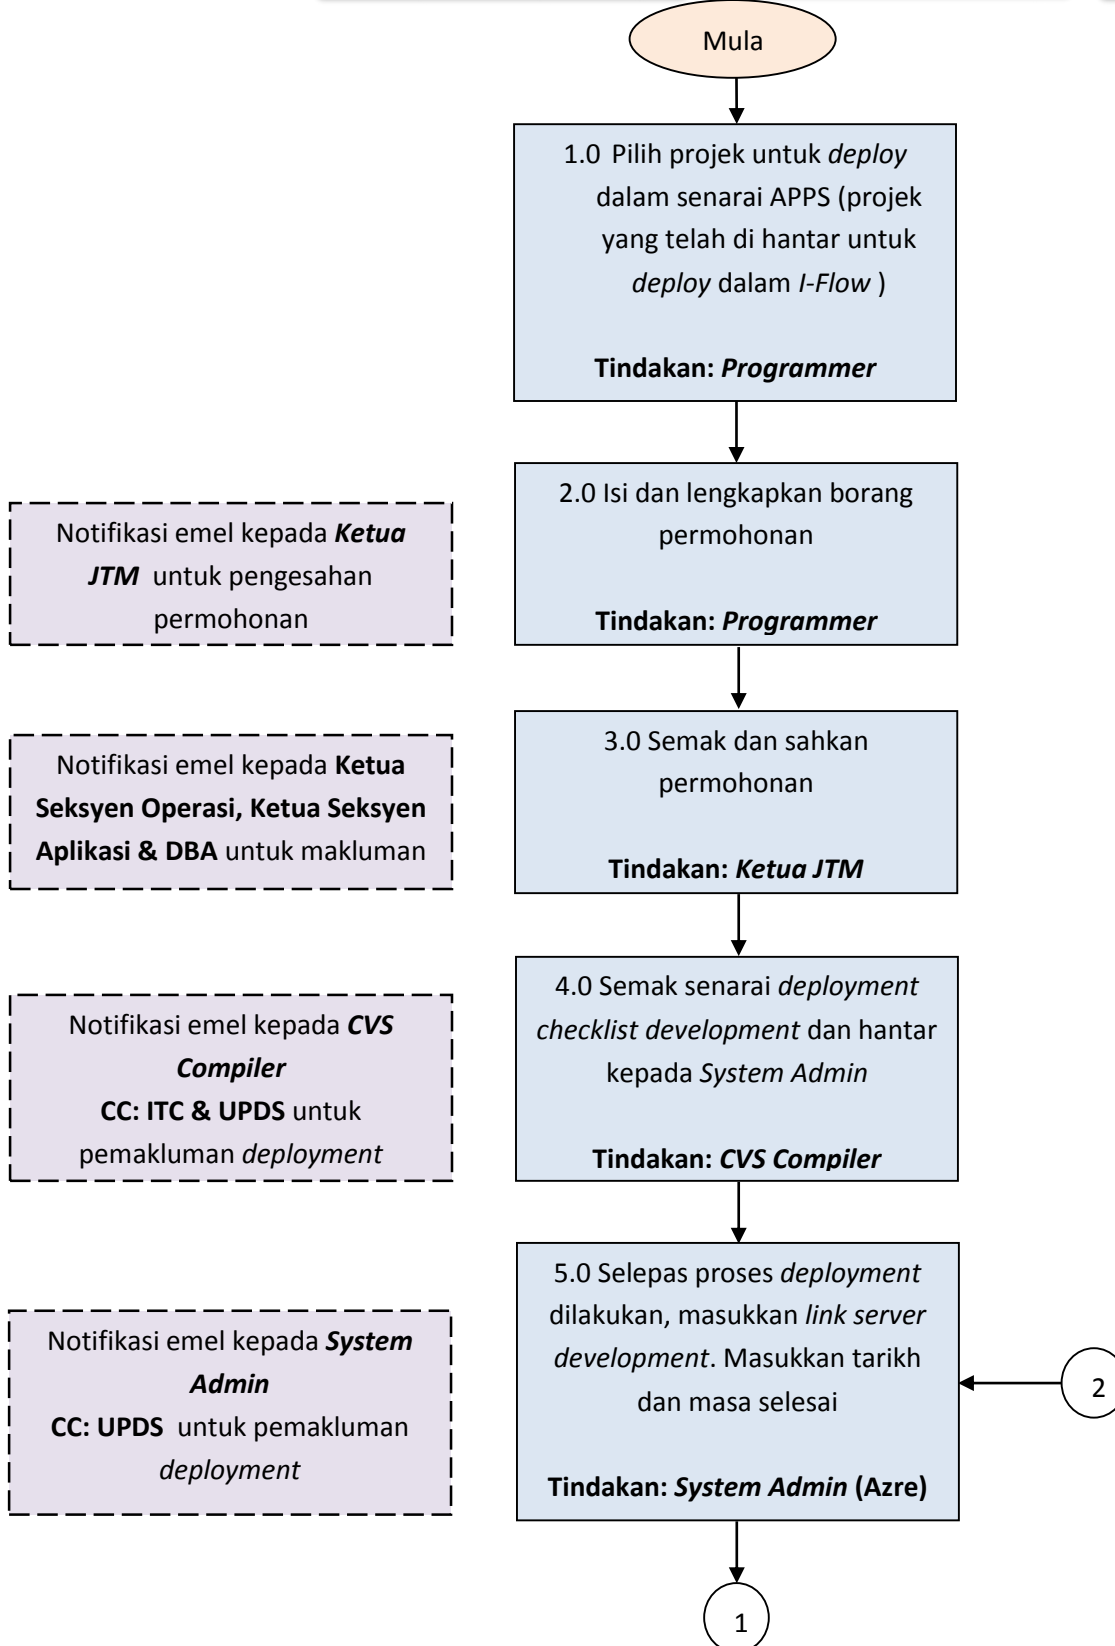 Mula
1.0 Pilih projek untuk deploy
dalam senarai APPS (projek
yang telah di hantar untuk
deploy dalam I-Flow )
Tindakan: Programmer
2.0 Isi dan lengkapkan borang
permohonan
Tindakan: Programmer
Notifikasi emel kepada Ketua
JTM untuk pengesahan
permohonan
3.0 Semak dan sahkan
permohonan
Tindakan: Ketua JTM
Notifikasi emel kepada Ketua
Seksyen Operasi, Ketua Seksyen
Aplikasi & DBA untuk makluman
4.0 Semak senarai deployment
checklist development dan hantar
kepada System Admin
Tindakan: CVS Compiler
Notifikasi emel kepada CVS
Compiler
CC: ITC & UPDS untuk
pemakluman deployment
5.0 Selepas proses deployment
dilakukan, masukkan link server
development. Masukkan tarikh
dan masa selesai
Tindakan: System Admin (Azre)
Notifikasi emel kepada System
Admin
CC: UPDS untuk pemakluman
deployment
2
1